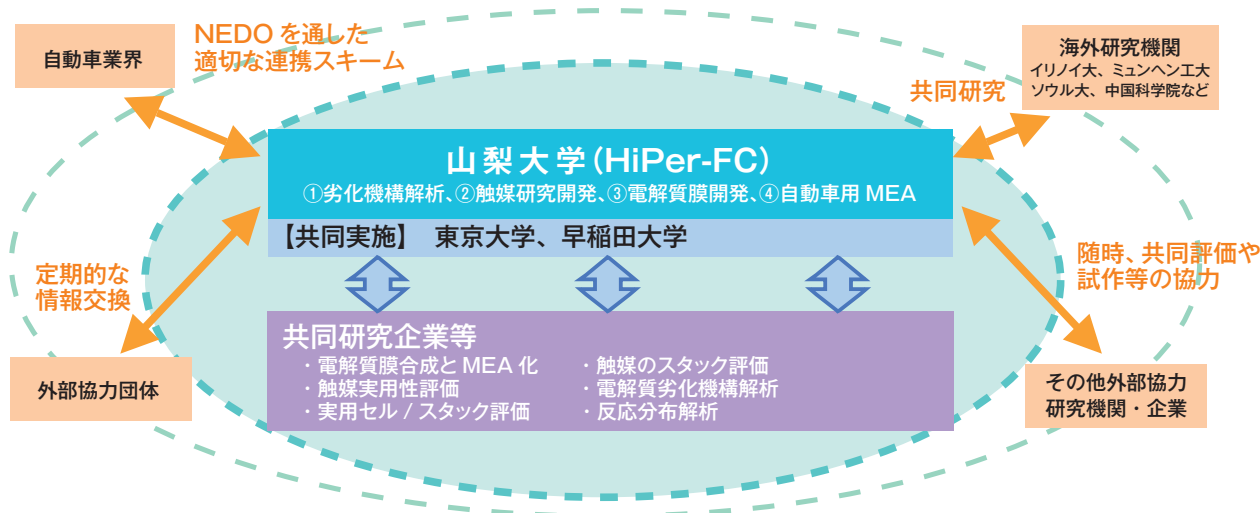 自動車業界
NEDOを通した
適切な連携スキーム
共同研究
海外研究機関
イリノイ大、ミュンヘン工大
ソウル大、中国科学院など
山梨大学(HiPer-FC)
①劣化機構解析、②触媒研究開発、③電解質膜開発、④自動車用 MEA
【共同実施】 東京大学、早稲田大学
定期的な
情報交換
随時、共同評価や
試作等の協力
共同研究企業等
・電解質膜合成と MEA 化
・触媒実用性評価
・実用セル / スタック評価
・触媒のスタック評価
・電解質劣化機構解析
・反応分布解析
外部協力団体
その他外部協力
研究機関・企業